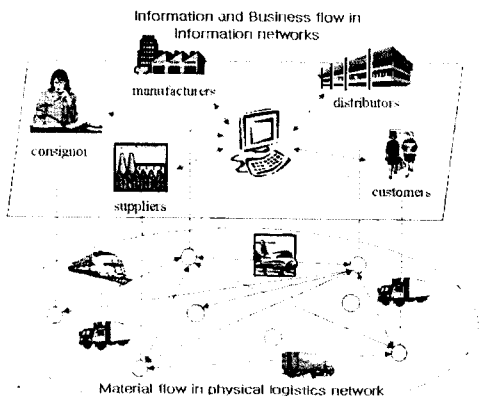 Information and Business flow in
Information networks
manufacturers
distributors
consignor
suppliers
customers
Material flow in physical logistics network